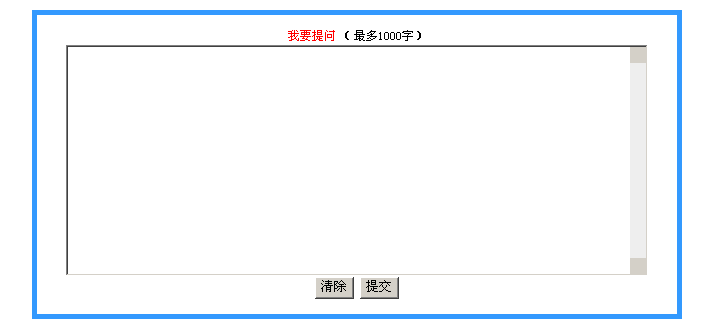 我要提问 （ 最多1000字 ）
清除 提交